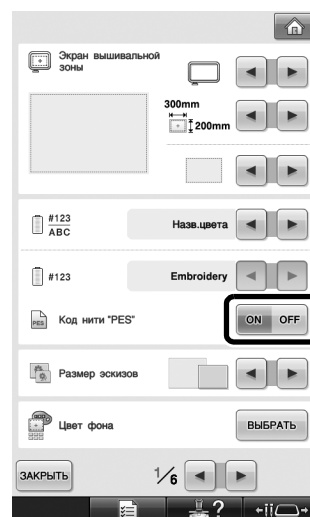 Экран вышивальной
зоны
300mm
200mm
#123
ABC
Назв.цвета
#123
Embroidery
PES
Код нити "PES"
ON OFF
Размер эскизов
Цвет фона
ВЫБРАТЬ
ЗАКРЫТЬ
1/6
?